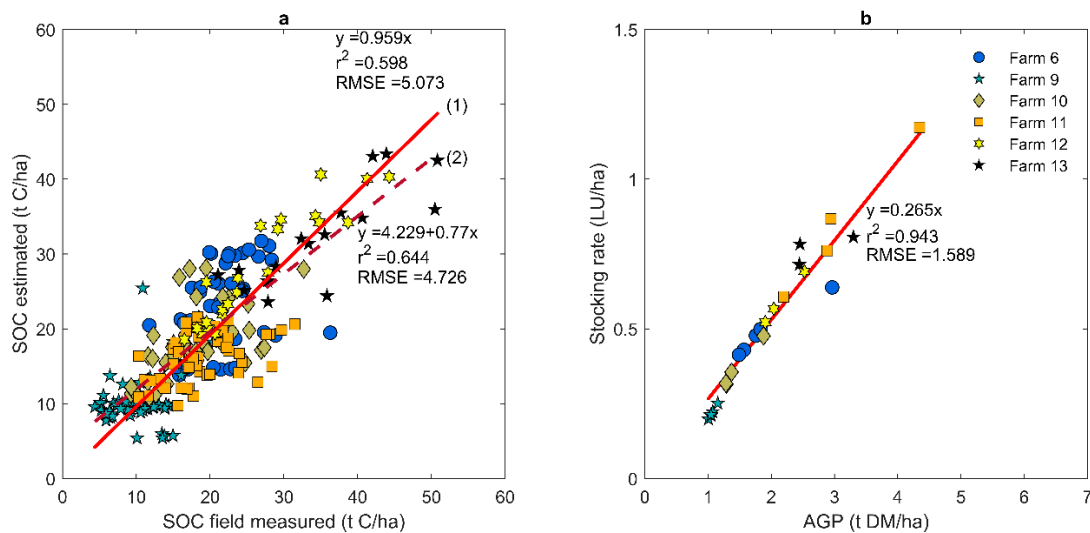 a
60
50
40
30
20
10
0
SOC estimated (t C/ha)
y =0.959x
r² =0.598
RMSE =5.073
(1)
(2)
y =4.229+0.77x
r² =0.644
RMSE =4.726
0 10 20 30 40 50 60
SOC field measured (t C/ha)
b
1.5
1.0
0.5
0
Stocking rate (LU/ha)
Farm 6
Farm 9
Farm 10
Farm 11
Farm 12
Farm 13
y =0.265x
r² =0.943
RMSE =1.589
0 1 2 3 4 5 6 7
AGP (t DM/ha)